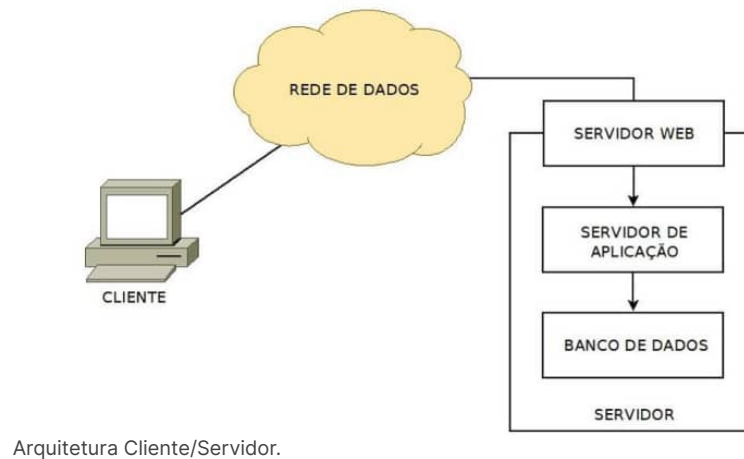 REDE DE DADOS
SERVIDOR WEB
SERVIDOR DE
APLICAÇÃO
CLIENTE
BANCO DE DADOS
SERVIDOR
Arquitetura Cliente/Servidor.